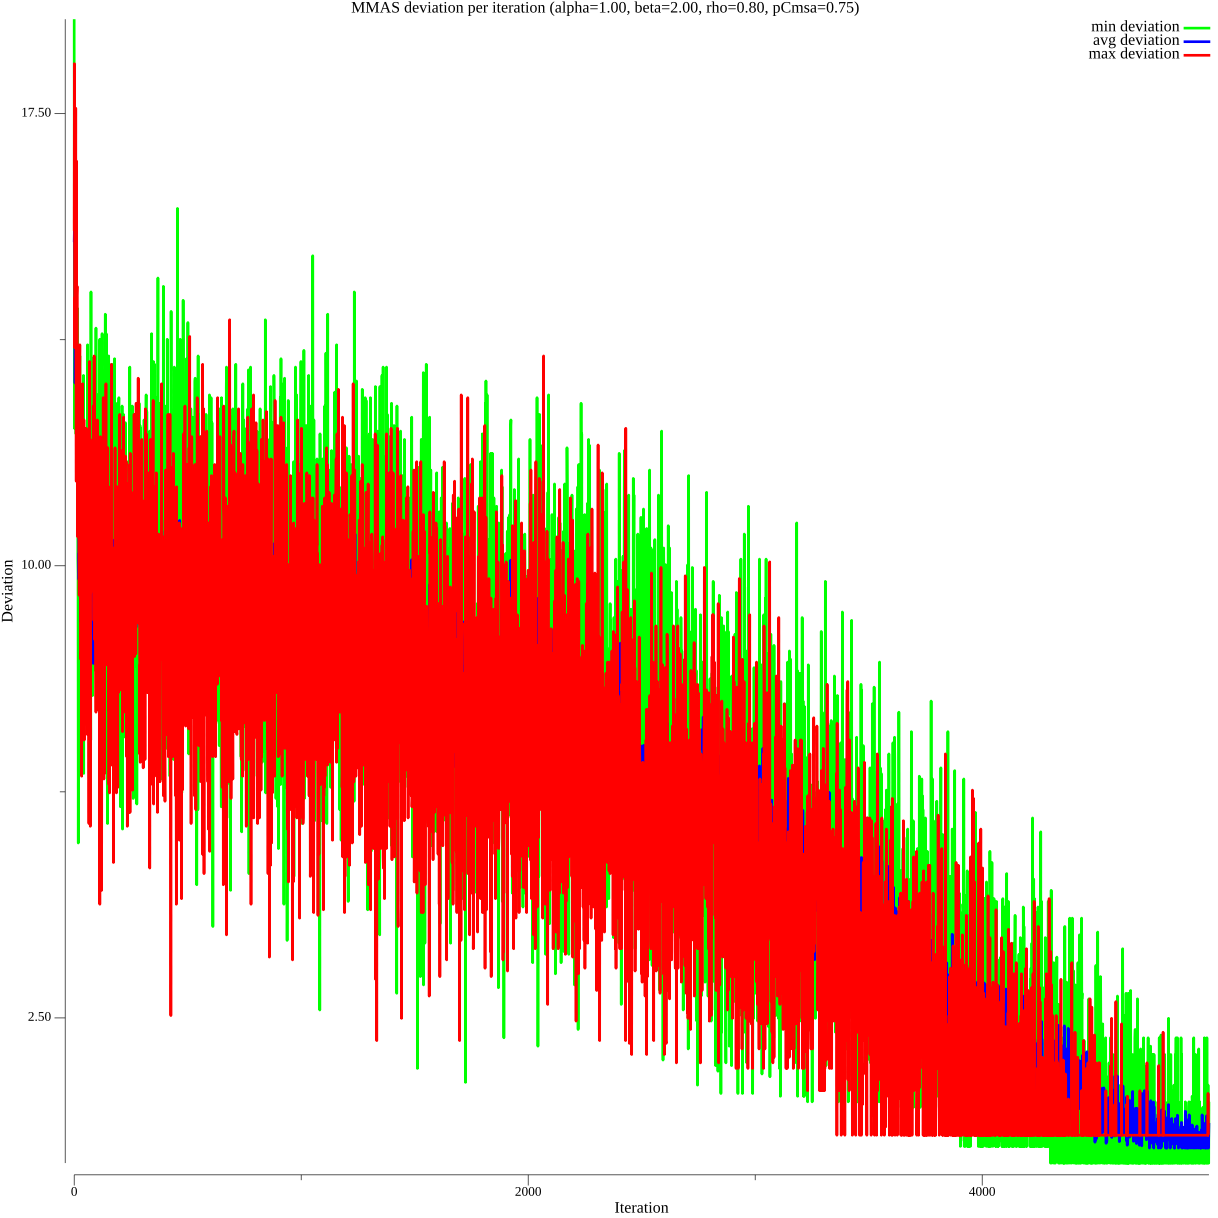 MMAS deviation per iteration (alpha=1.00, beta=2.00, rho=0.80, pCmsa=0.75)
min deviation
avg deviation
max deviation
17.50
10.00
2.50
Deviation
0
2000
4000
Iteration